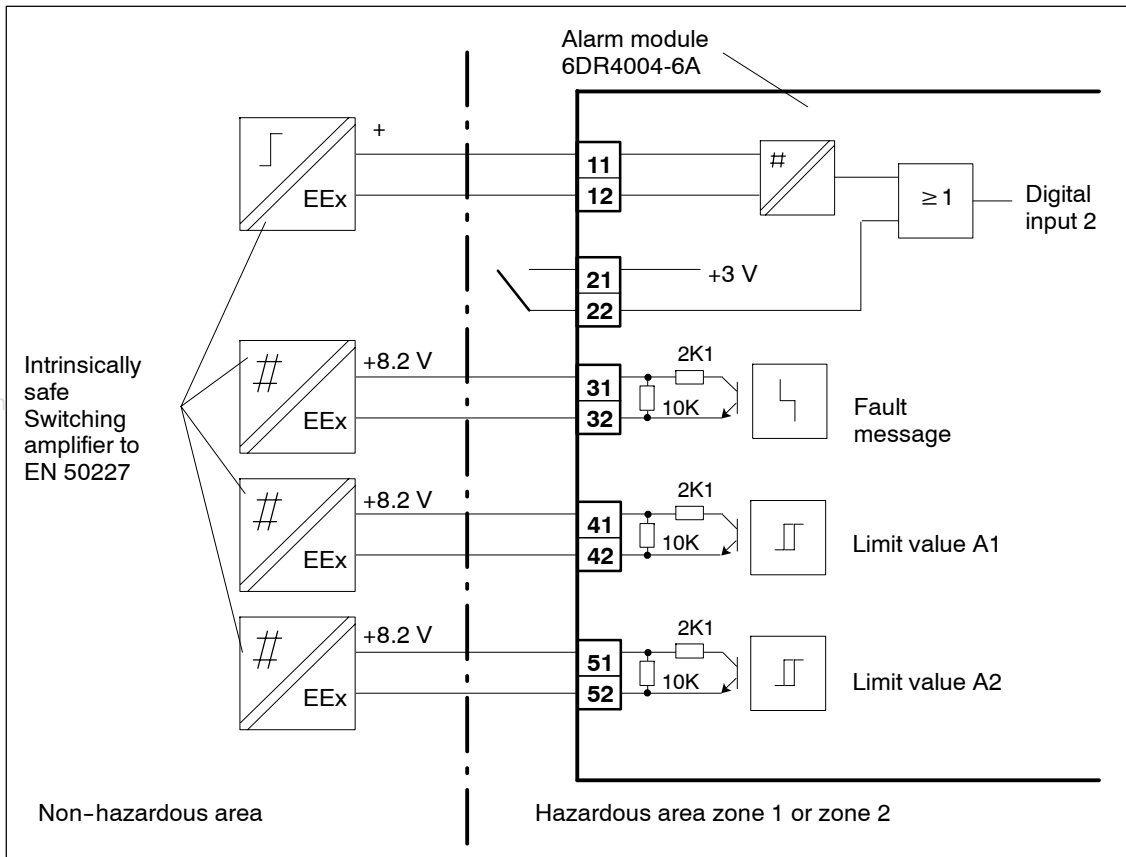 Alarm module
6DR4004-6A
+
EEx
11
12
#
≥1
Digital
input 2
21
+3 V
22
Intrinsically
safe
Switching
amplifier to
EN 50227
#
+8.2 V
EEx
31
32
2K1
10K
Fault
message
#
+8.2 V
EEx
41
42
2K1
10K
Limit value A1
#
+8.2 V
EEx
51
52
2K1
10K
Limit value A2
Non-hazardous area
Hazardous area zone 1 or zone 2